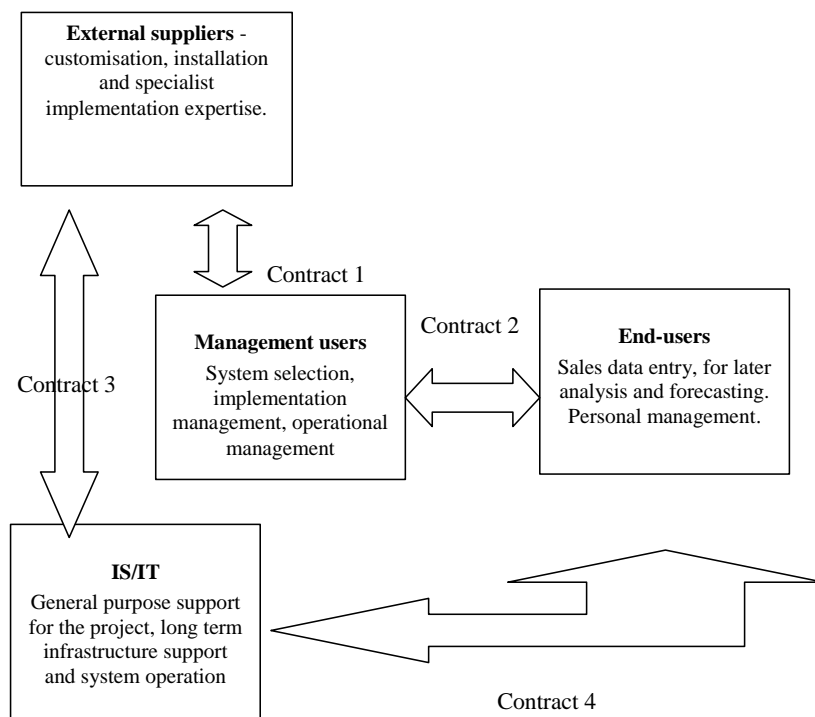 External suppliers -
customisation, installation
and specialist
implementation expertise.
Contract 1
Contract 2
Management users
System selection,
implementation
management, operational
management
End-users
Sales data entry, for later
analysis and forecasting.
Personal management.
Contract 3
IS/IT
General purpose support
for the project, long term
infrastructure support
and system operation
Contract 4